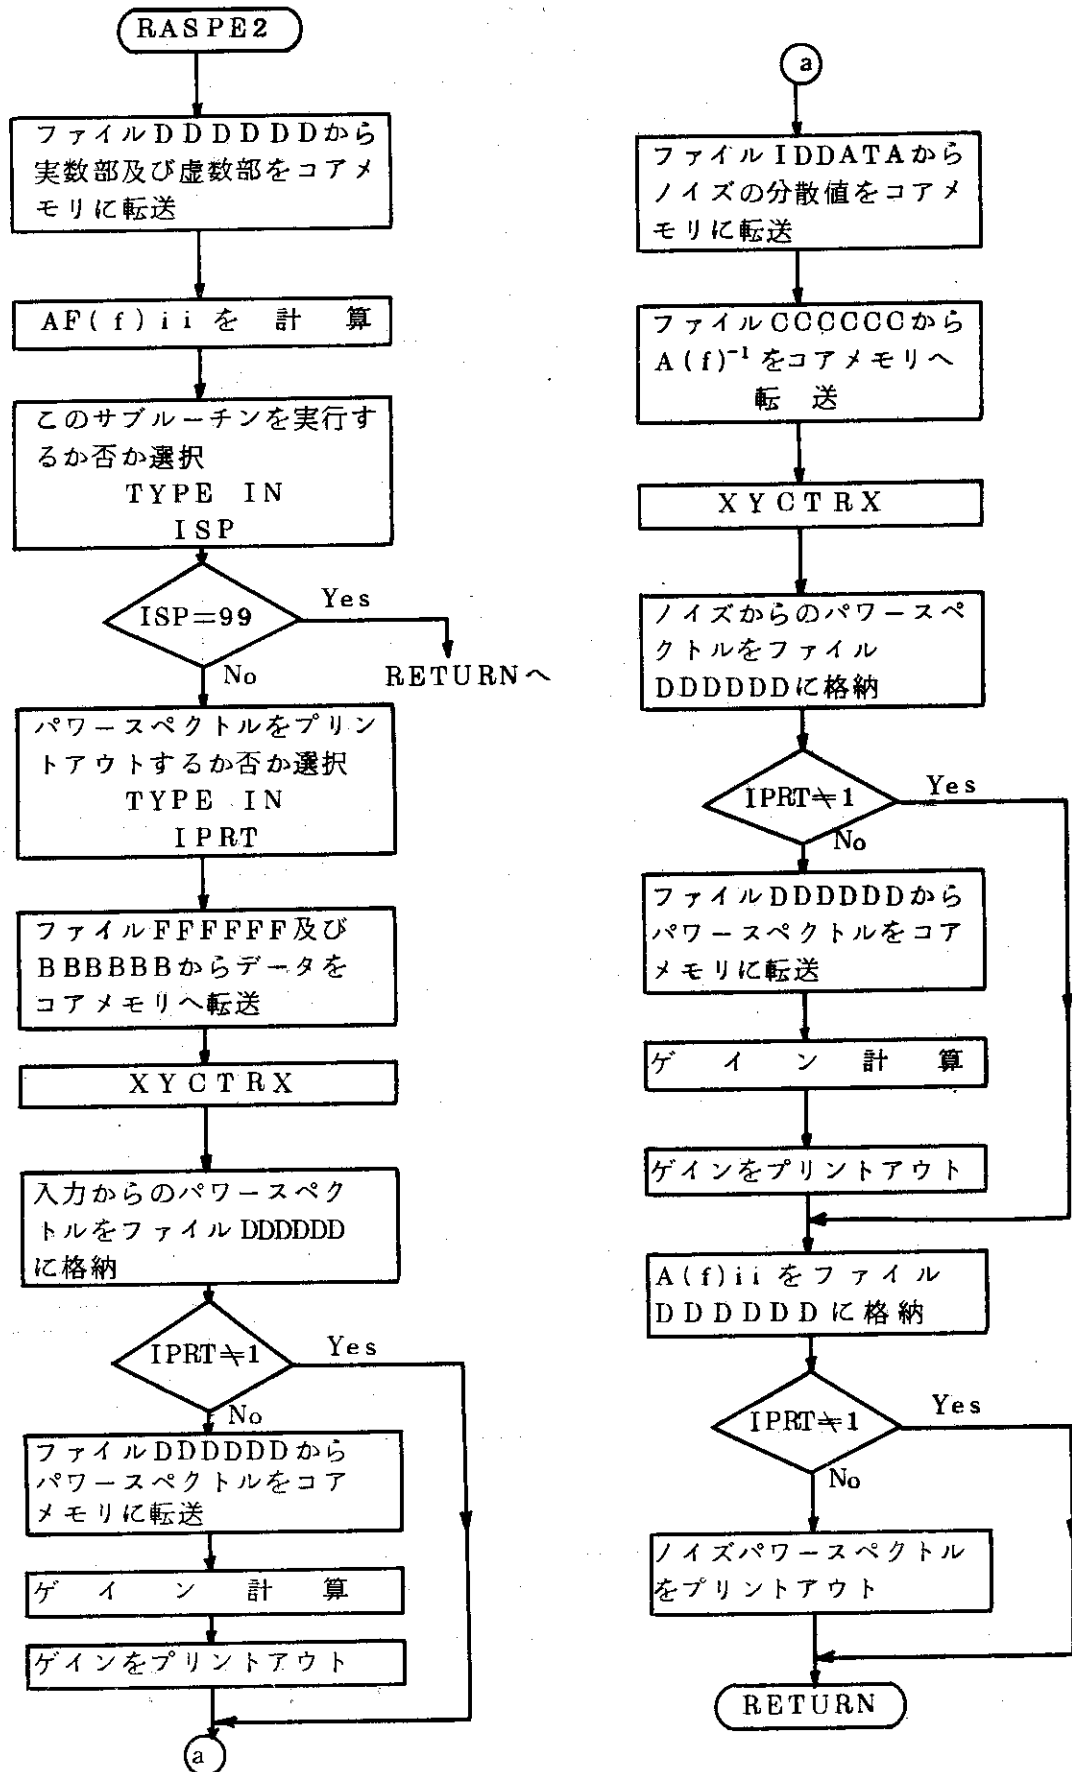 RASPE2
ファイルDDDDDDから
実数部及び虚数部をコアメ
モリに転送
AF(f)iiを計算
このサブルーチンを実行す
るか否か選択
TYPE IN
ISP
ISP=99
Yes
No
RETURNへ
パワースペクトルをプリン
トアウトするか否か選択
TYPE IN
IPRT
ファイルFFFFFF及び
BBBBBBからデータを
コアメモリへ転送
XYCTRX
入力からのパワースペク
トルをファイルDDDDDD
に格納
IPRT≠1
Yes
No
ファイルDDDDDDから
パワースペクトルをコア
メモリに転送
ゲイン計算
ゲインをプリントアウト
a
a
ファイルIDDATAから
ノイズの分散値をコアメ
モリに転送
ファイルCCCCCCから
A(f)⁻¹をコアメモリへ
転送
XYCTRX
ノイズからのパワースペ
クトルをファイル
DDDDDDに格納
IPRT≠1
Yes
No
ファイルDDDDDDから
パワースペクトルをコア
メモリに転送
ゲイン計算
ゲインをプリントアウト
A(f)iiをファイル
DDDDDDに格納
IPRT≠1
Yes
No
ノイズパワースペクトル
をプリントアウト
RETURN